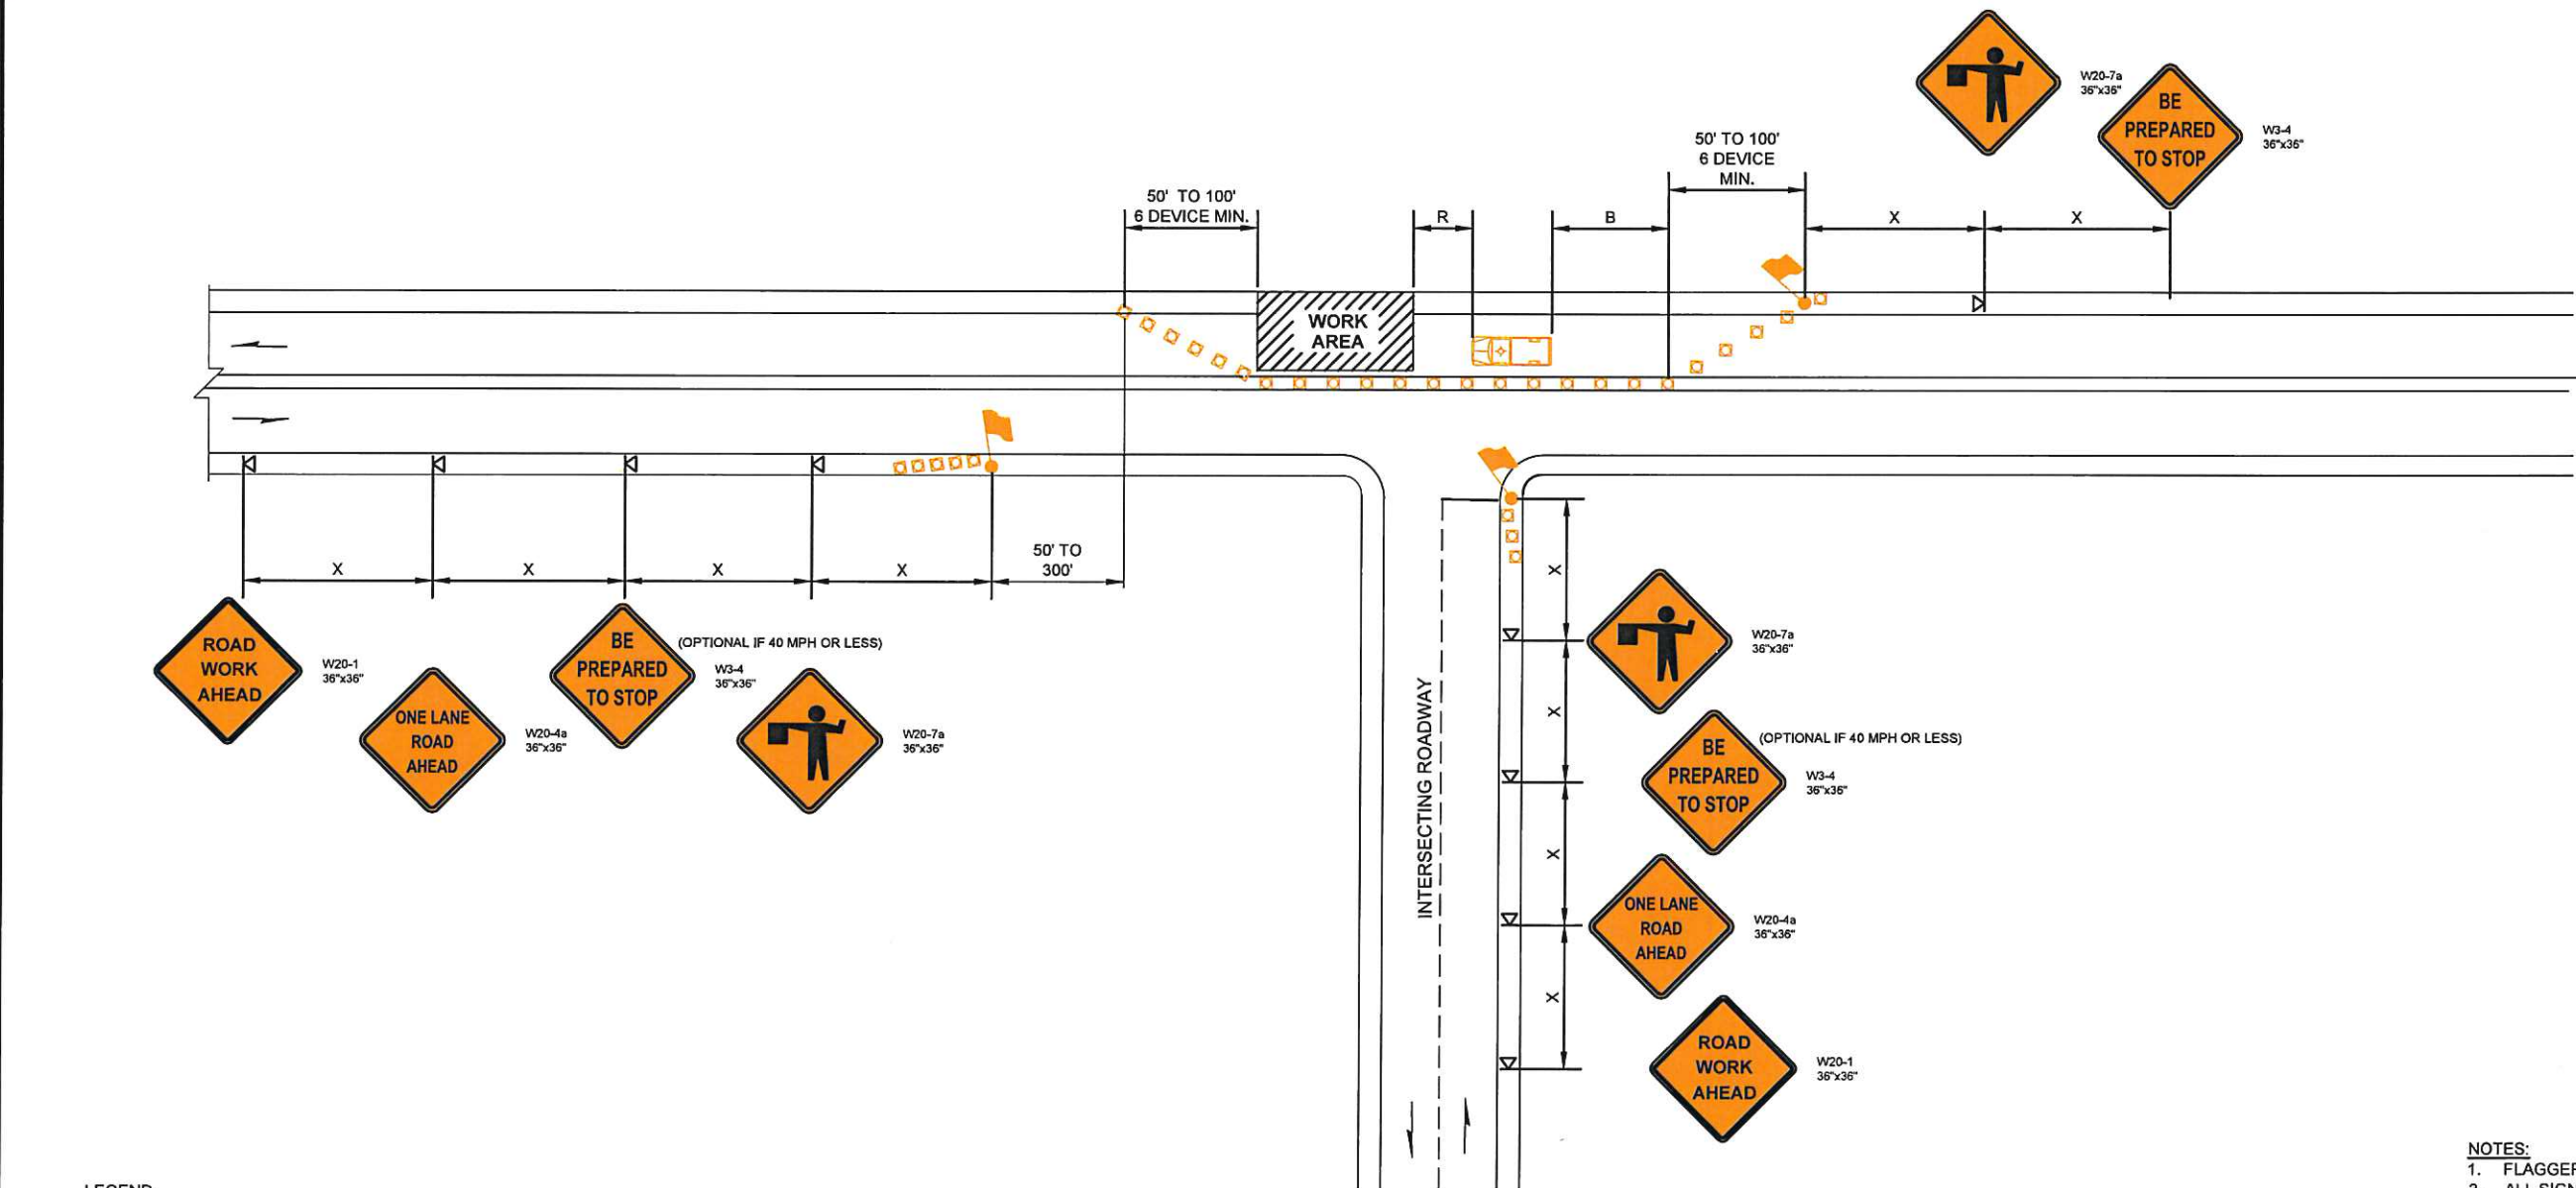 W20-7a
36"x36"
BE
PREPARED
TO STOP
W3-4
36"x36"
50' TO 100'
6 DEVICE
MIN.
50' TO 100'
6 DEVICE MIN.
R
B
X
X
WORK
AREA
X
X
X
X
50' TO
300'
ROAD
WORK
AHEAD
W20-1
36"x36"
ONE LANE
ROAD
AHEAD
W20-4a
36"x36"
BE
PREPARED
TO STOP
(OPTIONAL IF 40 MPH OR LESS)
W3-4
36"x36"
W20-7a
36"x36"
INTERSECTING ROADWAY
X
X
X
X
W20-7a
36"x36"
BE
PREPARED
TO STOP
(OPTIONAL IF 40 MPH OR LESS)
W3-4
36"x36"
ONE LANE
ROAD
AHEAD
W20-4a
36"x36"
ROAD
WORK
AHEAD
W20-1
36"x36"
NOTES:
1. FLAGGER
2. ALL SIGN
LEGEND